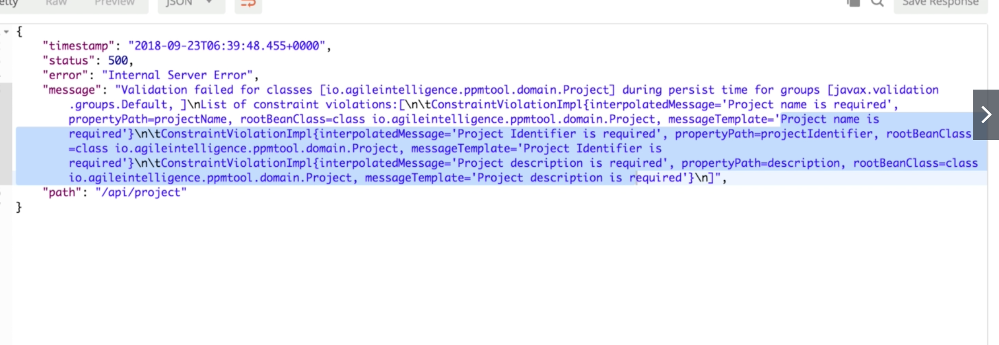 etty Raw Preview JSON Save Response
{
"timestamp": "2018-09-23T06:39:48.455+0000",
"status": 500,
"error": "Internal Server Error",
"message": "Validation failed for classes [io.agileintelligence.ppmtool.domain.Project] during persist time for groups [javax.validation
.groups.Default, ]\nList of constraint violations:[\n\tConstraintViolationImpl{interpolatedMessage='Project name is required',
propertyPath=projectName, rootBeanClass=class io.agileintelligence.ppmtool.domain.Project, messageTemplate='Project name is
required'}\n\tConstraintViolationImpl{interpolatedMessage='Project Identifier is required', propertyPath=projectIdentifier, rootBeanClass
=class io.agileintelligence.ppmtool.domain.Project, messageTemplate='Project Identifier is
required'}\n\tConstraintViolationImpl{interpolatedMessage='Project description is required', propertyPath=description, rootBeanClass=class
io.agileintelligence.ppmtool.domain.Project, messageTemplate='Project description is required'}\n]",
"path": "/api/project"
}